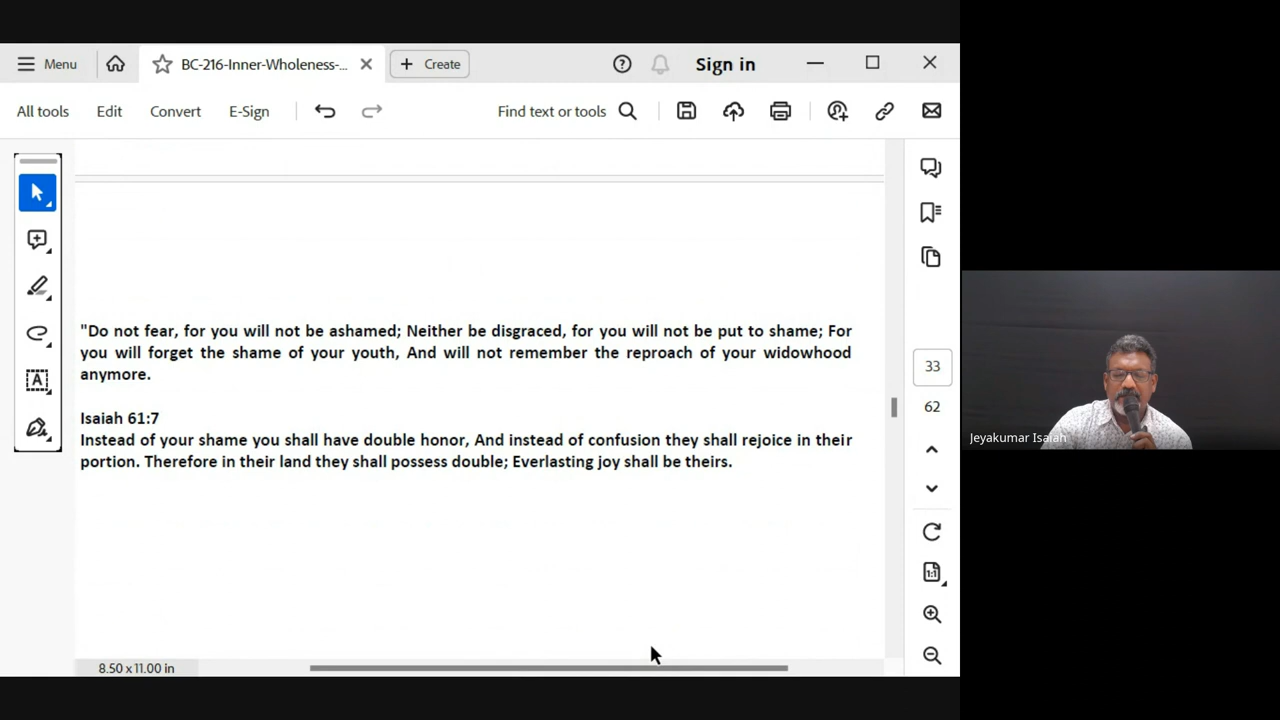 Menu
BC-216-Inner-Wholeness-...
Create
Sign in
All tools
Edit
Convert
E-Sign
Find text or tools
"Do not fear, for you will not be ashamed; Neither be disgraced, for you will not be put to shame; For
you will forget the shame of your youth, And will not remember the reproach of your widowhood
anymore.
Isaiah 61:7
Instead of your shame you shall have double honor, And instead of confusion they shall rejoice in their
portion. Therefore in their land they shall possess double; Everlasting joy shall be theirs.
33
62
1:1
8.50 x 11.00 in
Jeyakumar Isaiah